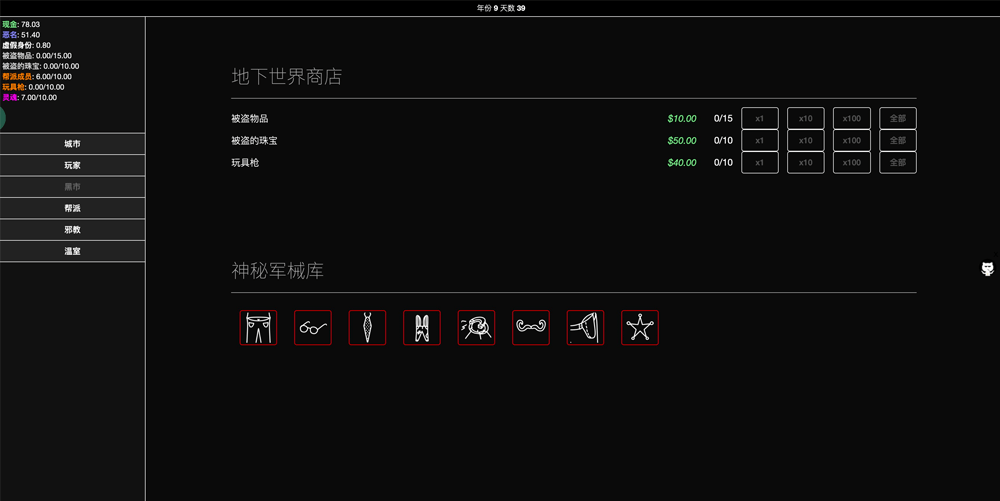 年份 9 天数 39
现金: 78.03
恶名: 51.40
虚假身份: 0.80
被盗物品: 0.00/15.00
被盗的珠宝: 0.00/10.00
帮派成员: 6.00/10.00
玩具枪: 0.00/10.00
灵魂: 7.00/10.00
城市
玩家
黑市
帮派
邪教
温室
地下世界商店
被盗物品 $10.00 0/15 x1 x10 x100 全部
被盗的珠宝 $50.00 0/10 x1 x10 x100 全部
玩具枪 $40.00 0/10 x1 x10 x100 全部
神秘军械库